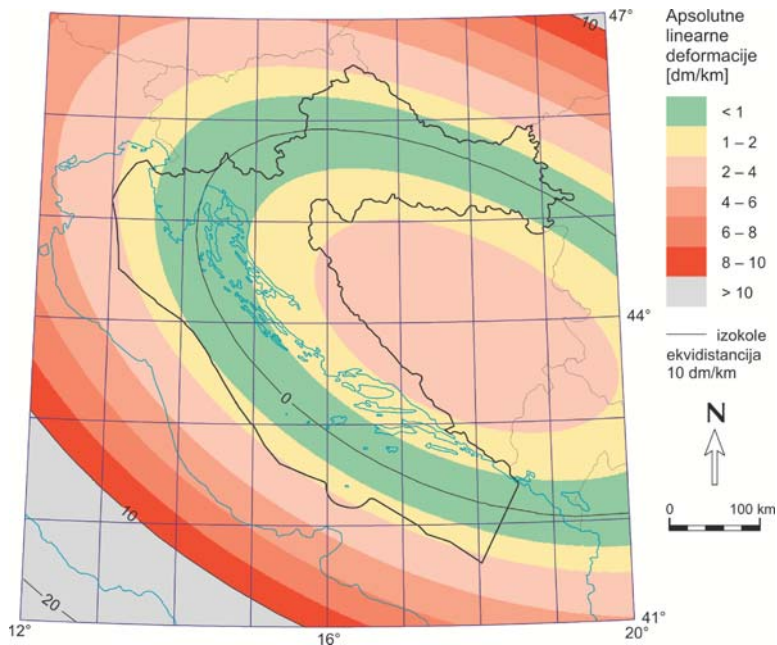 10
47°
Apsolutne
linearne
deformacije
[dm/km]
< 1
1 – 2
2 – 4
4 – 6
6 – 8
8 – 10
> 10
44°
izokole
ekvidistancija
10 dm/km
0
N
0 100 km
10
20
41°
12° 16° 20°